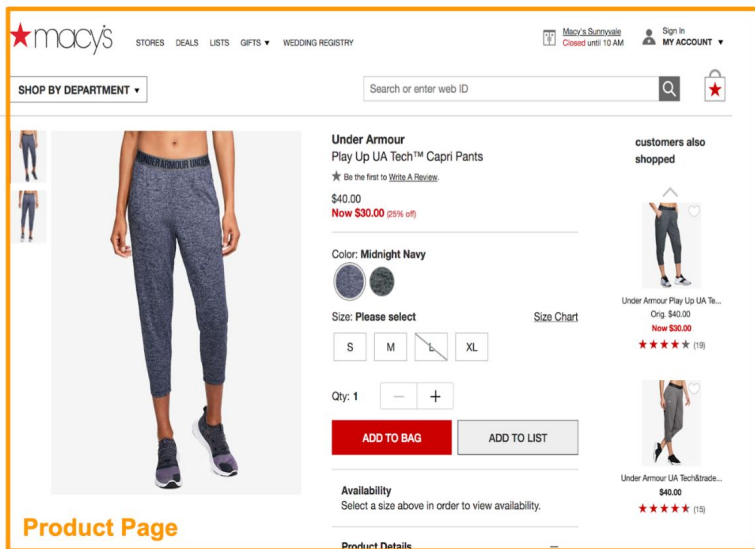 macy's
STORES DEALS LISTS GIFTS ▼ WEDDING REGISTRY
Macy's Sunnyvale
Closed until 10 AM
Sign In
MY ACCOUNT ▼
SHOP BY DEPARTMENT ▼
Search or enter web ID
UNDER ARMOUR UNDER
Under Armour
Play Up UA Tech™ Capri Pants
Be the first to Write A Review.
$40.00
Now $30.00 (25% off)
Color: Midnight Navy
Size: Please select
Size Chart
S M L XL
Qty: 1 — +
ADD TO BAG
ADD TO LIST
Availability
Select a size above in order to view availability.
Product Details —
customers also
shopped
Under Armour Play Up UA Te...
Orig. $40.00
Now $30.00
(19)
Under Armour UA Tech&trade...
$40.00
(15)
Product Page